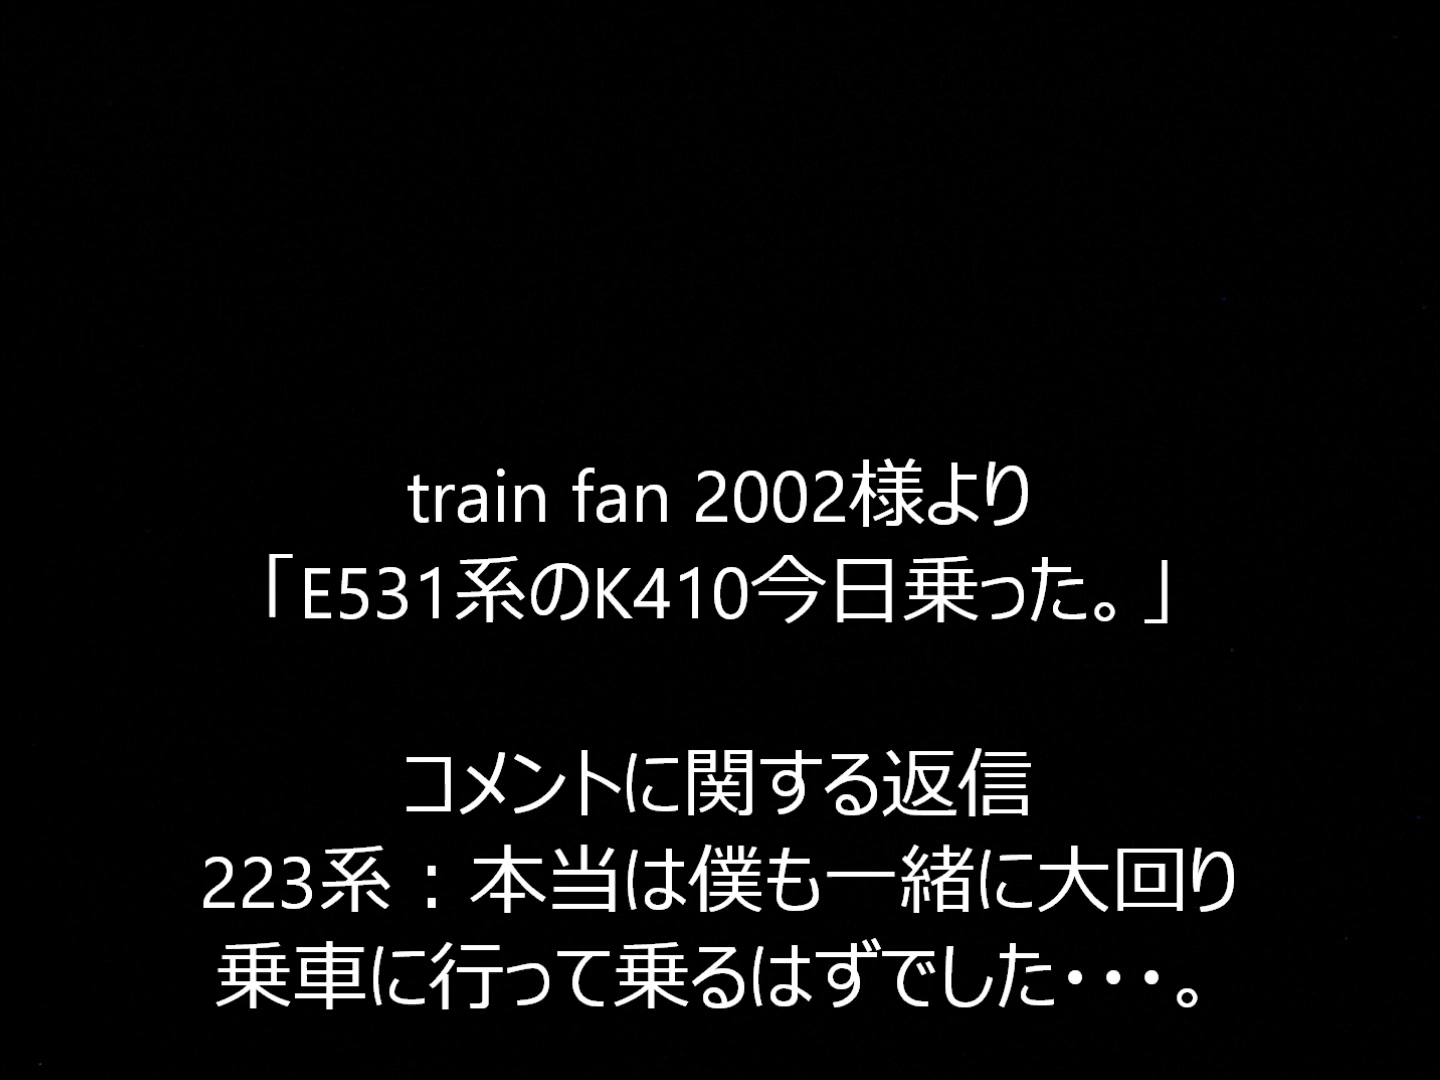 train fan 2002様より
「E531系のK410今日乗った。」
コメントに関する返信
223系：本当は僕も一緒に大回り
乗車に行って乗るはずでした・・・。